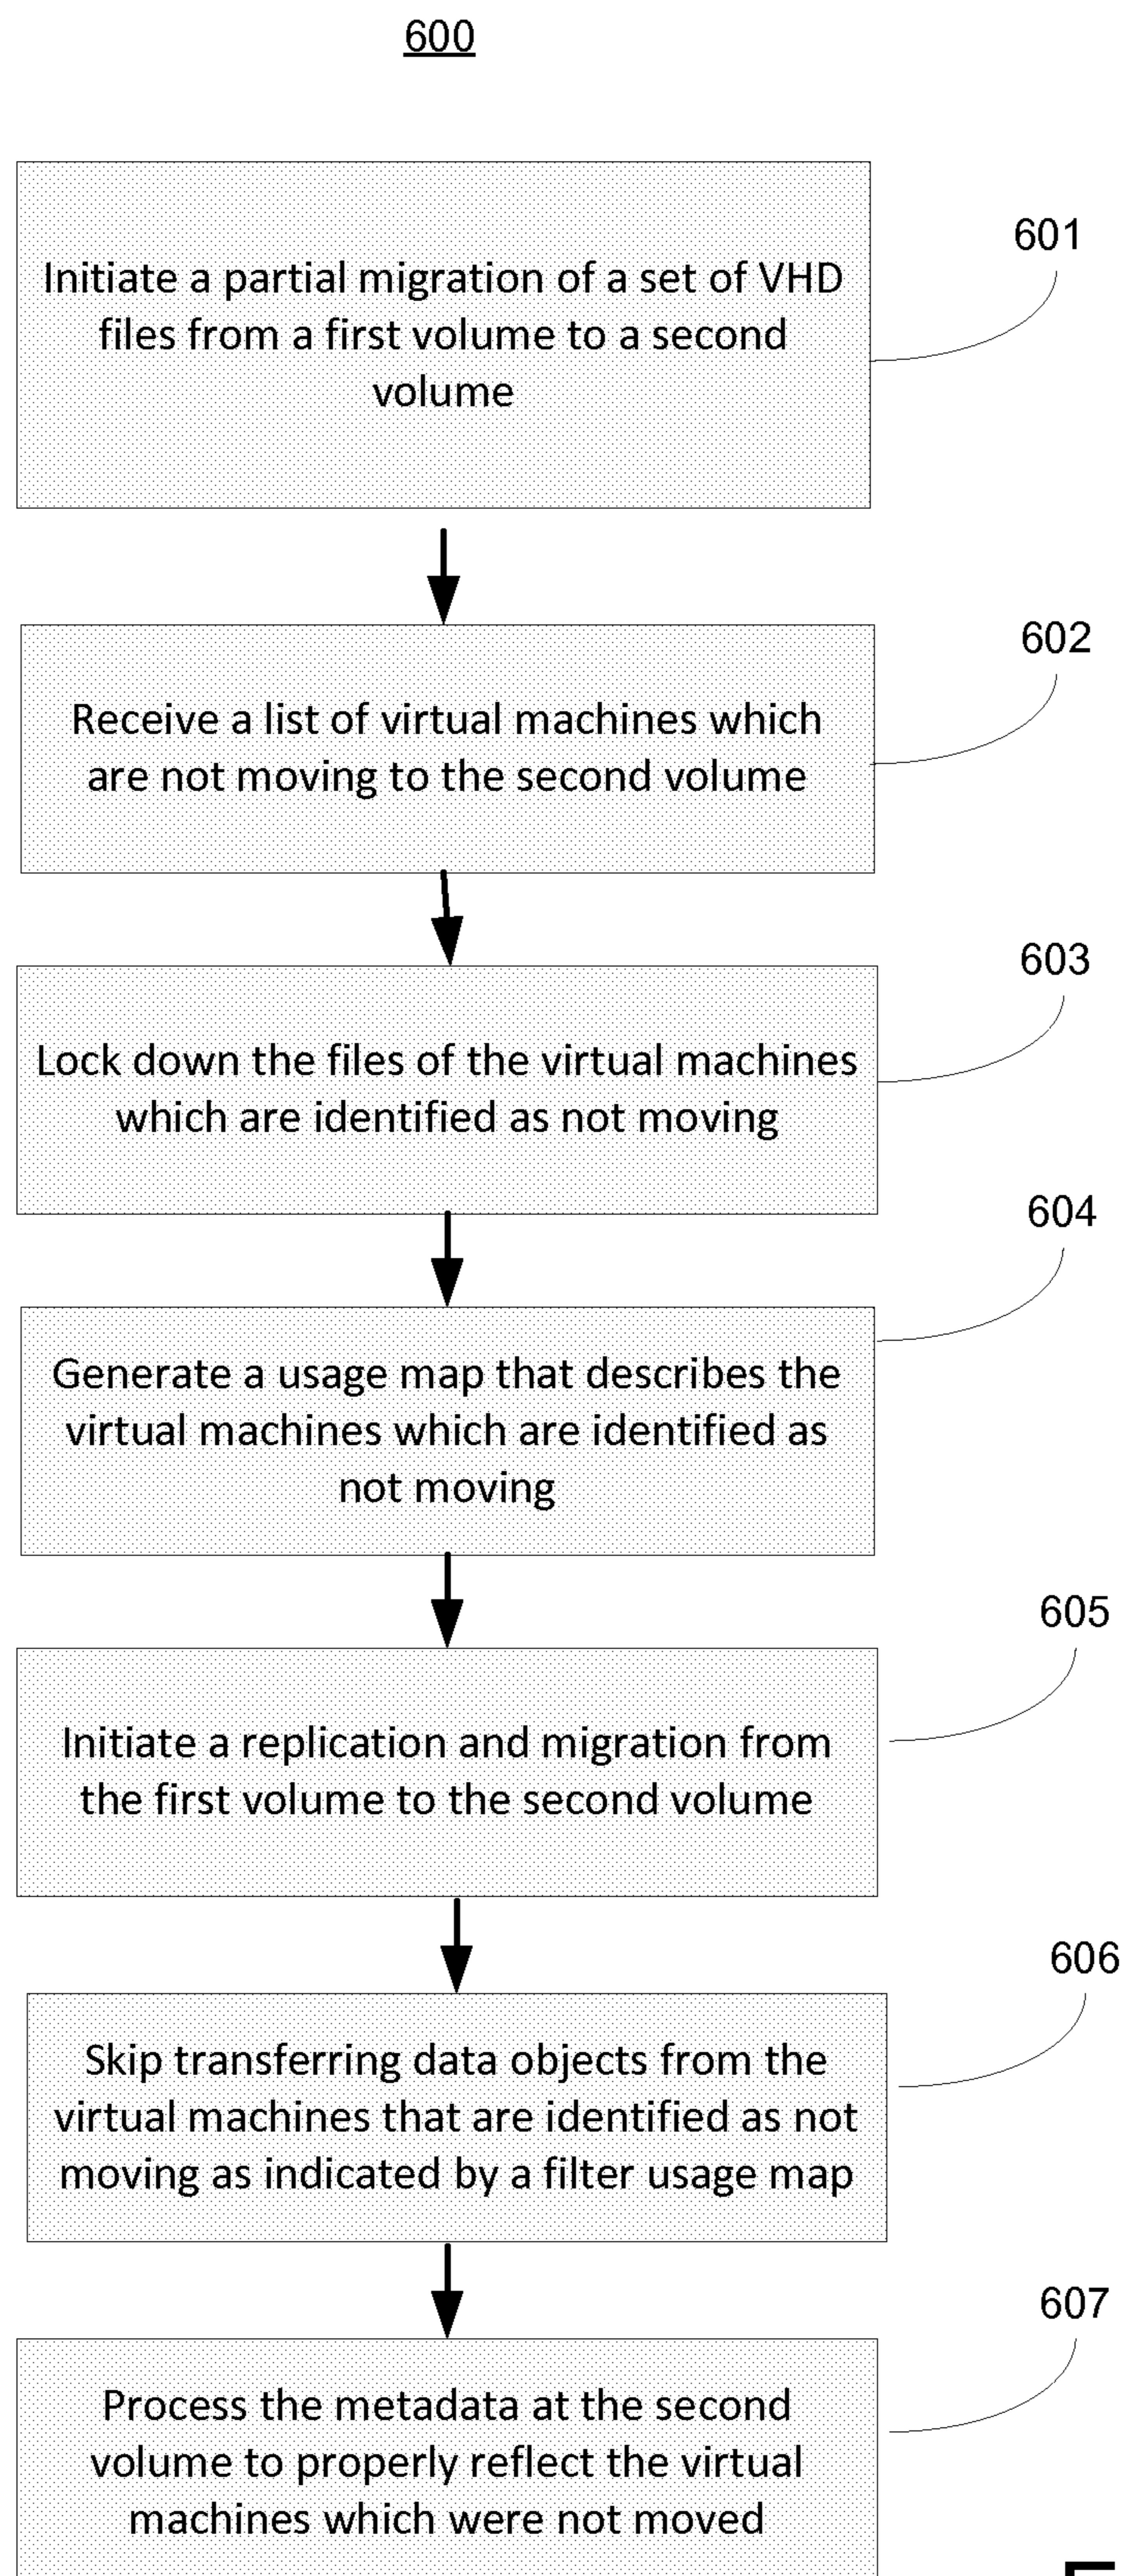 600
Initiate a partial migration of a set of VHD
files from a first volume to a second
volume
601
Receive a list of virtual machines which
are not moving to the second volume
602
Lock down the files of the virtual machines
which are identified as not moving
603
Generate a usage map that describes the
virtual machines which are identified as
not moving
604
Initiate a replication and migration from
the first volume to the second volume
605
Skip transferring data objects from the
virtual machines that are identified as not
moving as indicated by a filter usage map
606
Process the metadata at the second
volume to properly reflect the virtual
machines which were not moved
607